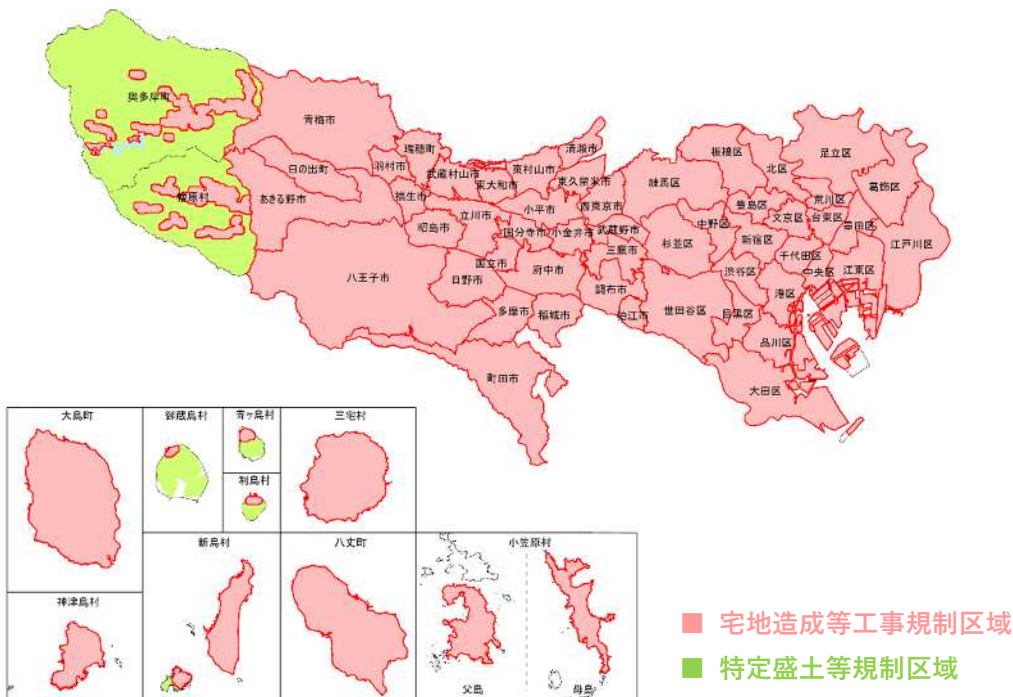 奥多摩町
青梅市
瑞穂町
羽村市
日の出町
福生市
あきる野市
檜原村
武蔵村山市
東大和市
東村山市
清瀬市
東久留米市
昭島市
立川市
小平市
西東京市
国分寺市
小金井市
武蔵野市
三鷹市
八王子市
日野市
国立市
府中市
調布市
狛江市
多摩市
稲城市
町田市
練馬区
板橋区
北区
足立区
葛飾区
豊島区
文京区
荒川区
台東区
墨田区
江戸川区
中野区
杉並区
新宿区
千代田区
中央区
江東区
渋谷区
港区
世田谷区
目黒区
品川区
大田区
大島町
御蔵島村
青ヶ島村
三宅村
利島村
新島村
八丈町
小笠原村
神津島村
父島
母島
宅地造成等工事規制区域
特定盛土等規制区域